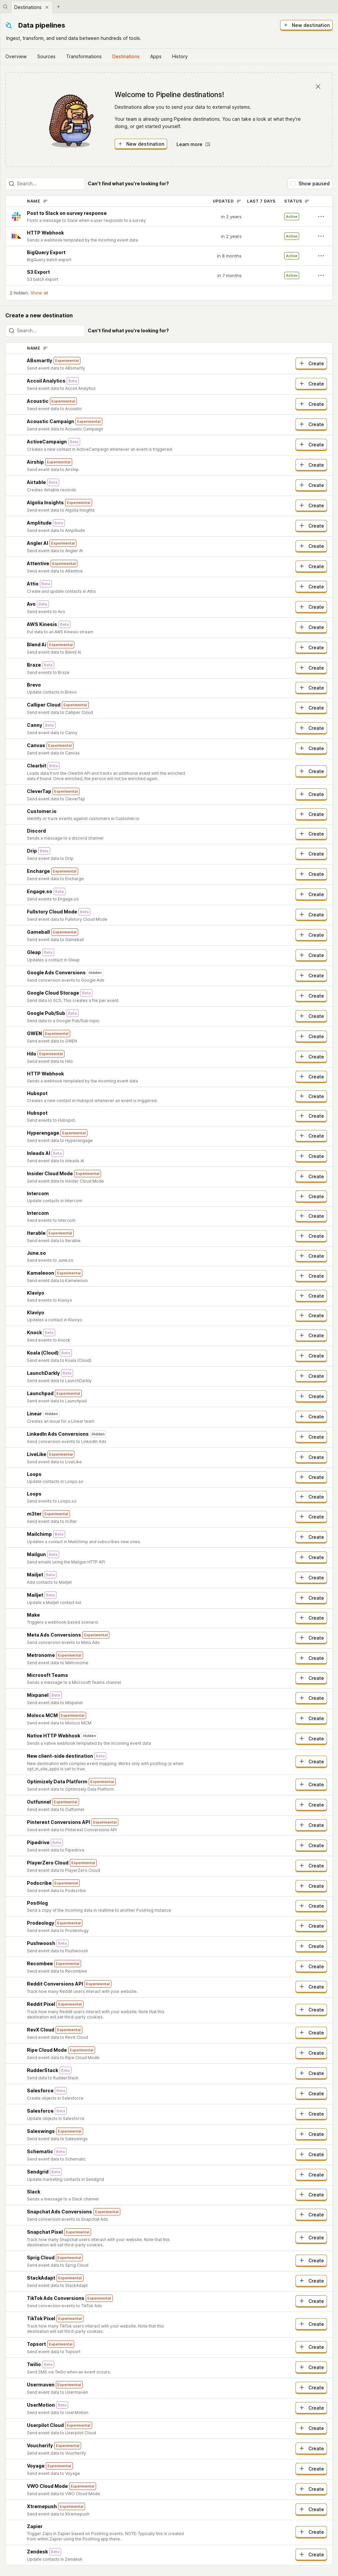 Destinations
Data pipelines
New destination
Ingest, transform, and send data between hundreds of tools.
Overview Sources Transformations Destinations Apps History
Welcome to Pipeline destinations!
Destinations allow you to send your data to external systems.
Your team is already using Pipeline destinations. You can take a look at what they're
doing, or get started yourself.
New destination Learn more
Search... Can't find what you're looking for? Show paused
NAME UPDATED LAST 7 DAYS STATUS
Post to Slack on survey response
Posts a message to Slack when a user responds to a survey
in 2 years Active
HTTP Webhook
Sends a webhook templated by the incoming event data
in 2 years Active
BigQuery Export
BigQuery batch export
in 8 months Active
S3 Export
S3 batch export
in 7 months Active
2 hidden. Show all
Create a new destination
Search... Can't find what you're looking for?
NAME
ABsmartly Experimental
Send event data to ABsmartly
Create
Accoil Analytics Beta
Send event data to Accoil Analytics
Create
Acoustic Experimental
Send event data to Acoustic
Create
Acoustic Campaign Experimental
Send event data to Acoustic Campaign
Create
ActiveCampaign Beta
Creates a new contact in ActiveCampaign whenever an event is triggered.
Create
Airship Experimental
Send event data to Airship
Create
Airtable Beta
Creates Airtable records
Create
Algolia Insights Experimental
Send event data to Algolia Insights
Create
Amplitude Beta
Send event data to Amplitude
Create
Angler AI Experimental
Send event data to Angler AI
Create
Attentive Experimental
Send event data to Attentive
Create
Attio Beta
Create and update contacts in Attio
Create
Avo Beta
Send events to Avo
Create
AWS Kinesis Beta
Put data to an AWS Kinesis stream
Create
Blend Ai Experimental
Send event data to Blend Ai
Create
Braze Beta
Send events to Braze
Create
Brevo
Update contacts in Brevo
Create
Calliper Cloud Experimental
Send event data to Calliper Cloud
Create
Canny Beta
Send event data to Canny
Create
Canvas Experimental
Send event data to Canvas
Create
Clearbit Beta
Loads data from the Clearbit API and tracks an additional event with the enriched
data if found. Once enriched, the person will not be enriched again.
Create
CleverTap Experimental
Send event data to CleverTap
Create
Customer.io
Identify or track events against customers in Customer.io
Create
Discord
Sends a message to a discord channel
Create
Drip Beta
Send event data to Drip
Create
Encharge Experimental
Send event data to Encharge
Create
Engage.so Beta
Send events to Engage.so
Create
Fullstory Cloud Mode Beta
Send event data to Fullstory Cloud Mode
Create
Gameball Experimental
Send event data to Gameball
Create
Gleap Beta
Updates a contact in Gleap
Create
Google Ads Conversions Hidden
Send conversion events to Google Ads
Create
Google Cloud Storage Beta
Send data to GCS. This creates a file per event.
Create
Google Pub/Sub Beta
Send data to a Google Pub/Sub topic
Create
GWEN Experimental
Send event data to GWEN
Create
Hilo Experimental
Send event data to Hilo
Create
HTTP Webhook
Sends a webhook templated by the incoming event data
Create
Hubspot
Creates a new contact in Hubspot whenever an event is triggered.
Create
Hubspot
Send events to Hubspot.
Create
Hyperengage Experimental
Send event data to Hyperengage
Create
Inleads AI Beta
Send event data to Inleads AI
Create
Insider Cloud Mode Experimental
Send event data to Insider Cloud Mode
Create
Intercom
Update contacts in Intercom
Create
Intercom
Send events to Intercom
Create
Iterable Experimental
Send event data to Iterable
Create
June.so
Send events to June.so
Create
Kameleoon Experimental
Send event data to Kameleoon
Create
Klaviyo
Send events to Klaviyo
Create
Klaviyo
Updates a contact in Klaviyo
Create
Knock Beta
Send events to Knock
Create
Koala (Cloud) Beta
Send event data to Koala (Cloud)
Create
LaunchDarkly Beta
Send event data to LaunchDarkly
Create
Launchpad Experimental
Send event data to Launchpad
Create
Linear Hidden
Creates an issue for a Linear team
Create
LinkedIn Ads Conversions Hidden
Send conversion events to LinkedIn Ads
Create
LiveLike Experimental
Send event data to LiveLike
Create
Loops
Update contacts in Loops.so
Create
Loops
Send events to Loops.so
Create
m3ter Experimental
Send event data to m3ter
Create
Mailchimp Beta
Updates a contact in Mailchimp and subscribes new ones.
Create
Mailgun Beta
Send emails using the Mailgun HTTP API
Create
Mailjet Beta
Add contacts to Mailjet
Create
Mailjet Beta
Update a Mailjet contact list
Create
Make
Triggers a webhook based scenario
Create
Meta Ads Conversions Experimental
Send conversion events to Meta Ads
Create
Metronome Experimental
Send event data to Metronome
Create
Microsoft Teams
Sends a message to a Microsoft Teams channel
Create
Mixpanel Beta
Send event data to Mixpanel
Create
Moloco MCM Experimental
Send event data to Moloco MCM
Create
Native HTTP Webhook Hidden
Sends a native webhook templated by the incoming event data
Create
New client-side destination Beta
New destination with complex event mapping. Works only with posthog-js when
opt_in_site_apps is set to true.
Create
Optimizely Data Platform Experimental
Send event data to Optimizely Data Platform
Create
Outfunnel Experimental
Send event data to Outfunnel
Create
Pinterest Conversions API Experimental
Send event data to Pinterest Conversions API
Create
Pipedrive Beta
Send event data to Pipedrive
Create
PlayerZero Cloud Experimental
Send event data to PlayerZero Cloud
Create
Podscribe Experimental
Send event data to Podscribe
Create
PostHog
Send a copy of the incoming data in realtime to another PostHog instance
Create
Prodeology Experimental
Send event data to Prodeology
Create
Pushwoosh Beta
Send event data to Pushwoosh
Create
Recombee Experimental
Send event data to Recombee
Create
Reddit Conversions API Experimental
Track how many Reddit users interact with your website.
Create
Reddit Pixel Experimental
Track how many Reddit users interact with your website. Note that this
destination will set third-party cookies.
Create
RevX Cloud Experimental
Send event data to RevX Cloud
Create
Ripe Cloud Mode Experimental
Send event data to Ripe Cloud Mode
Create
RudderStack Beta
Send data to RudderStack
Create
Salesforce Beta
Create objects in Salesforce
Create
Salesforce Beta
Update objects in Salesforce
Create
Saleswings Experimental
Send event data to Saleswings
Create
Schematic Beta
Send event data to Schematic
Create
Sendgrid Beta
Update marketing contacts in Sendgrid
Create
Slack
Sends a message to a Slack channel
Create
Snapchat Ads Conversions Experimental
Send conversion events to Snapchat Ads
Create
Snapchat Pixel Experimental
Track how many Snapchat users interact with your website. Note that this
destination will set third-party cookies.
Create
Sprig Cloud Experimental
Send event data to Sprig Cloud
Create
StackAdapt Experimental
Send event data to StackAdapt
Create
TikTok Ads Conversions Experimental
Send conversion events to TikTok Ads
Create
TikTok Pixel Experimental
Track how many TikTok users interact with your website. Note that this
destination will set third-party cookies.
Create
Topsort Experimental
Send event data to Topsort
Create
Twilio Beta
Send SMS via Twilio when an event occurs.
Create
Usermaven Experimental
Send event data to Usermaven
Create
UserMotion Beta
Send event data to UserMotion
Create
Userpilot Cloud Experimental
Send event data to Userpilot Cloud
Create
Voucherify Experimental
Send event data to Voucherify
Create
Voyage Experimental
Send event data to Voyage
Create
VWO Cloud Mode Experimental
Send event data to VWO Cloud Mode
Create
Xtremepush Experimental
Send event data to Xtremepush
Create
Zapier
Trigger Zaps in Zapier based on PostHog events. NOTE: Typically this is created
from within Zapier using the PostHog app there.
Create
Zendesk Beta
Update contacts in Zendesk
Create